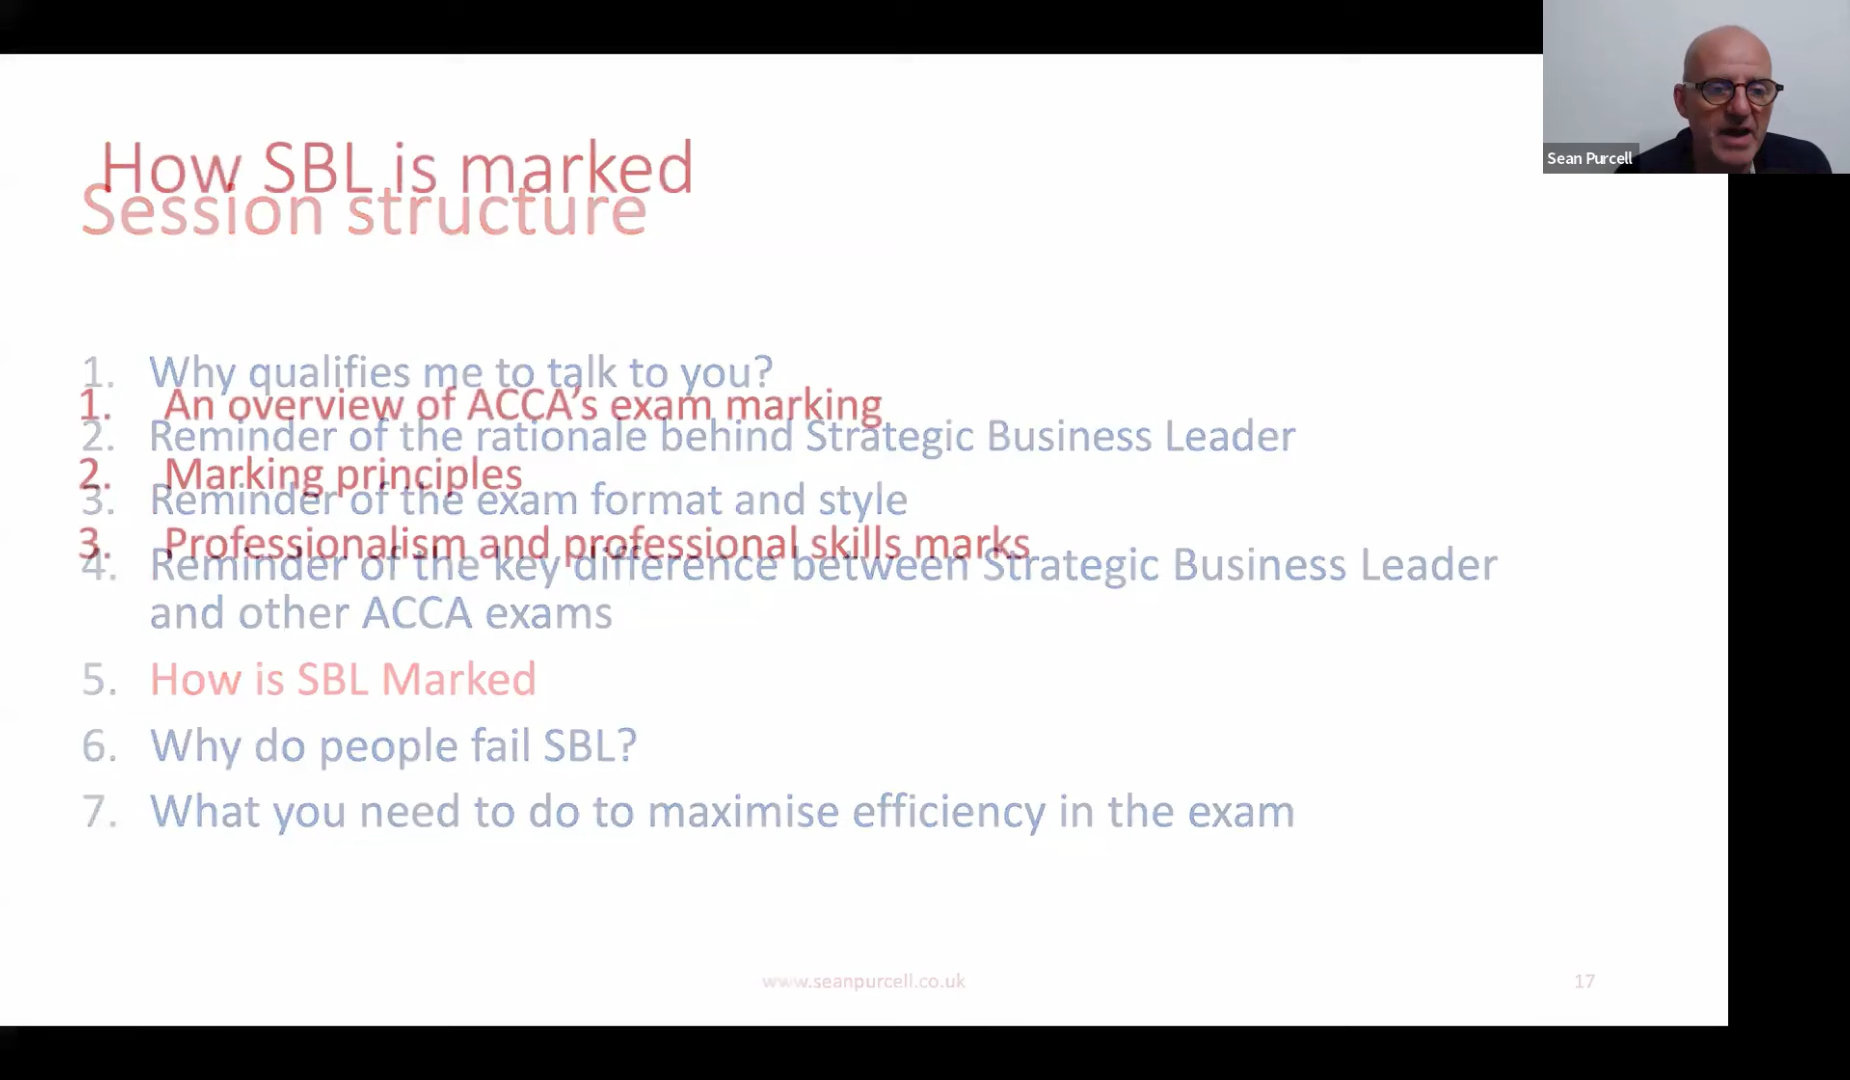 Sean Purcell
How SBL is marked
Session structure
1. Why qualifies me to talk to you?
1. An overview of ACCA’s exam marking
2. Reminder of the rationale behind Strategic Business Leader
2. Marking principles
3. Reminder of the exam format and style
3. Professionalism and professional skills marks
4. Reminder of the key difference between Strategic Business Leader
and other ACCA exams
5. How is SBL Marked
6. Why do people fail SBL?
7. What you need to do to maximise efficiency in the exam
www.seanpurcell.co.uk
17